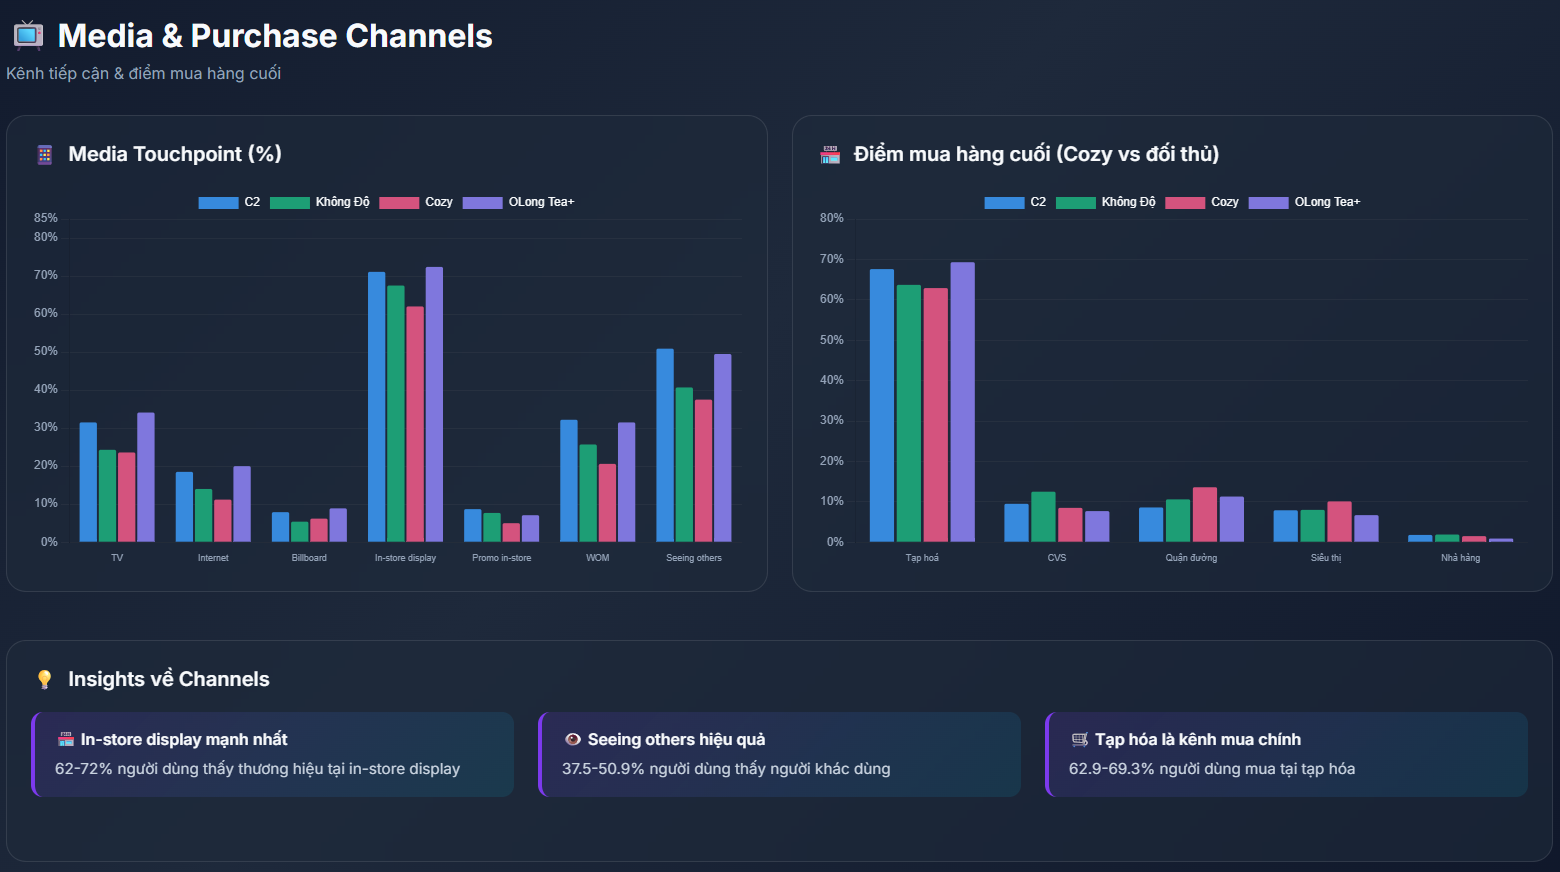 Media & Purchase Channels
Kênh tiếp cận & điểm mua hàng cuối
Media Touchpoint (%)
C2 Không Độ Cozy OLong Tea+
85%
80%
70%
60%
50%
40%
30%
20%
10%
0%
TV Internet Billboard In-store display Promo in-store WOM Seeing others
Điểm mua hàng cuối (Cozy vs đối thủ)
C2 Không Độ Cozy OLong Tea+
80%
70%
60%
50%
40%
30%
20%
10%
0%
Tạp hoá CVS Quận đường Siêu thị Nhà hàng
Insights về Channels
In-store display mạnh nhất
62-72% người dùng thấy thương hiệu tại in-store display
Seeing others hiệu quả
37.5-50.9% người dùng thấy người khác dùng
Tạp hóa là kênh mua chính
62.9-69.3% người dùng mua tại tạp hóa